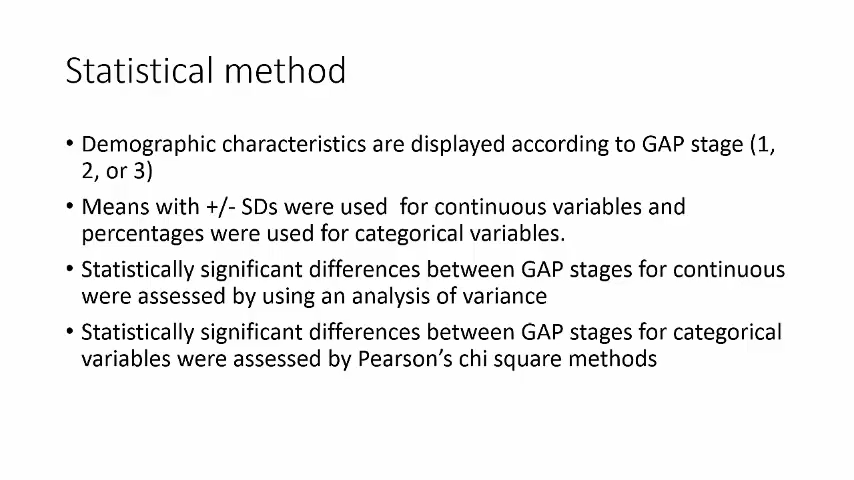 Statistical method
• Demographic characteristics are displayed according to GAP stage (1,
2, or 3)
• Means with +/- SDs were used  for continuous variables and
percentages were used for categorical variables.
• Statistically significant differences between GAP stages for continuous
were assessed by using an analysis of variance
• Statistically significant differences between GAP stages for categorical
variables were assessed by Pearson’s chi square methods